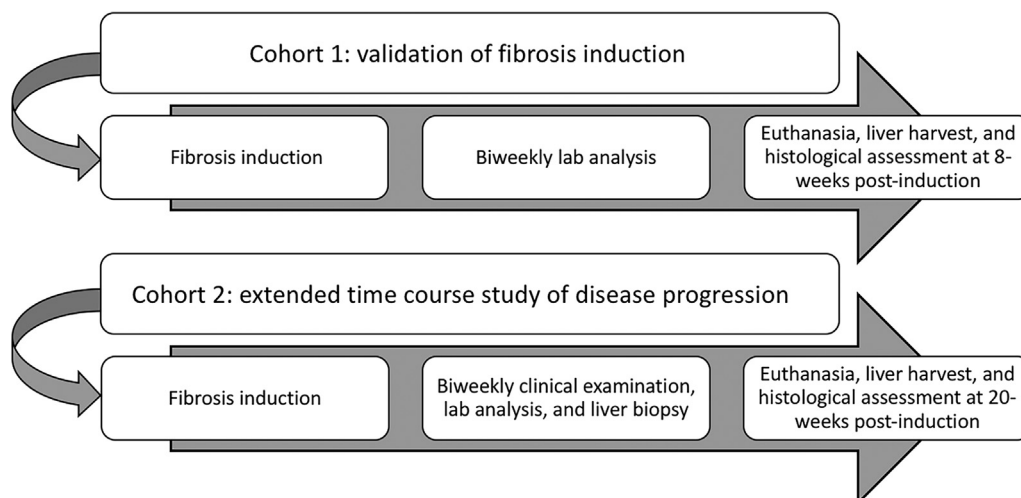 Cohort 1: validation of fibrosis induction
Fibrosis induction
Biweekly lab analysis
Euthanasia, liver harvest, and
histological assessment at 8-
weeks post-induction
Cohort 2: extended time course study of disease progression
Fibrosis induction
Biweekly clinical examination,
lab analysis, and liver biopsy
Euthanasia, liver harvest, and
histological assessment at 20-
weeks post-induction